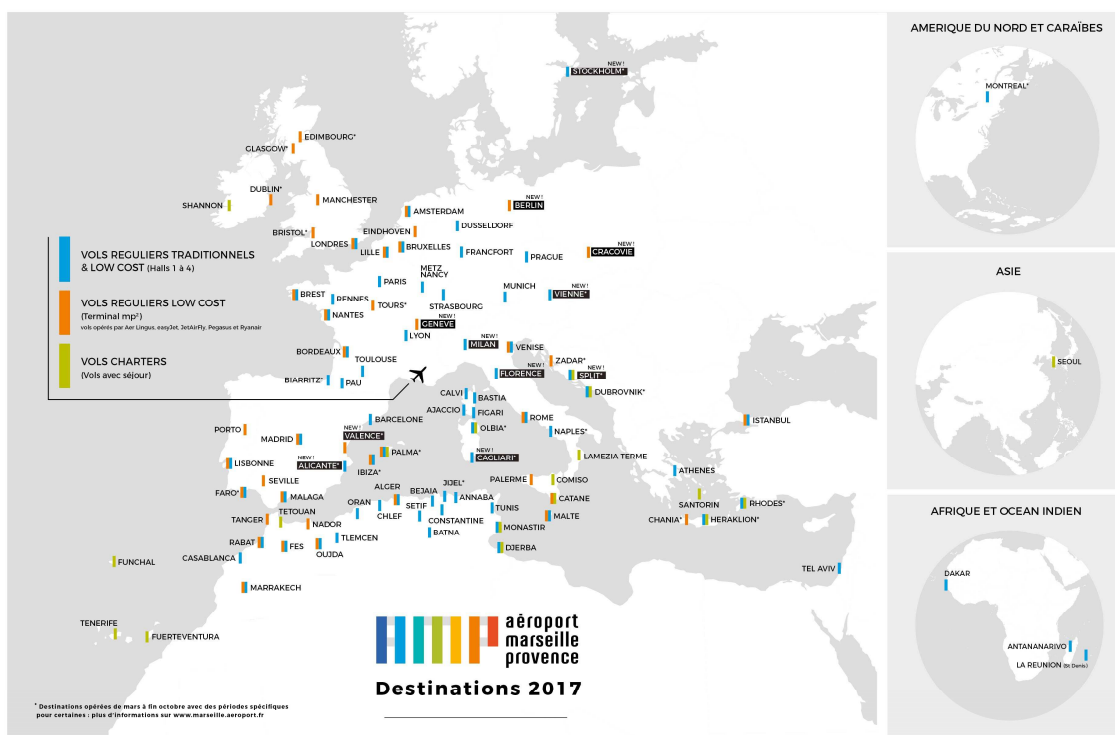 AMERIQUE DU NORD ET CARAÏBES
MONTREAL*
ASIE
SEOUL
AFRIQUE ET OCEAN INDIEN
DAKAR
ANTANANARIVO
LA REUNION (St Denis)
NEW !
STOCKHOLM*
EDIMBOURG*
GLASGOW*
DUBLIN*
SHANNON
MANCHESTER
NEW !
BERLIN
AMSTERDAM
DUSSELDORF
BRISTOL*
EINDHOVEN
LONDRES
LILLE
BRUXELLES
FRANCFORT
PRAGUE
NEW !
CRACOVIE
VOLS REGULIERS TRADITIONNELS
& LOW COST (Halls 1 à 4)
VOLS REGULIERS LOW COST
(Terminal mp²)
vols opérés par Aer Lingus, easyJet, JetAirFly, Pegasus et Ryanair
VOLS CHARTERS
(Vols avec séjour)
PARIS
METZ
NANCY
MUNICH
NEW !
VIENNE*
BREST
RENNES
TOURS*
STRASBOURG
NANTES
NEW !
GENEVE
LYON
NEW !
MILAN
VENISE
BORDEAUX
TOULOUSE
ZADAR*
BIARRITZ*
PAU
NEW !
FLORENCE
NEW !
SPLIT*
DUBROVNIK*
CALVI
BASTIA
AJACCIO
FIGARI
BARCELONE
ROME
ISTANBUL
PORTO
NEW !
VALENCE*
OLBIA*
NAPLES*
MADRID
PALMA*
LAMEZIA TERME
LISBONNE
NEW !
ALICANTE*
IBIZA*
NEW !
CAGLIARI*
ATHENES
SEVILLE
PALERME
COMISO
FARO*
MALAGA
ALGER
BEJAIA
JIJEL*
ANNABA
CATANE
SANTORIN
RHODES*
TETOUAN
ORAN
CHLEF
SETIF
TUNIS
MALTE
CHANIA*
HERAKLION*
TANGER
NADOR
CONSTANTINE
MONASTIR
BATNA
RABAT
FES
OUJDA
TLEMCEN
DJERBA
CASABLANCA
FUNCHAL
TEL AVIV
MARRAKECH
TENERIFE
FUERTEVENTURA
aéroport
marseille
provence
Destinations 2017
* Destinations opérées de mars à fin octobre avec des périodes spécifiques
pour certaines : plus d'informations sur www.marseille.aeroport.fr